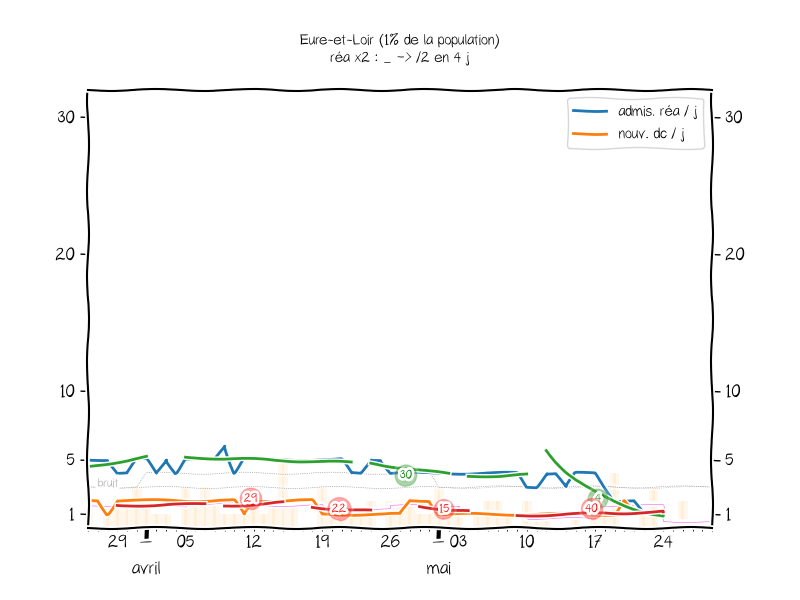 Eure-et-Loir (1% de la population)
réa x2 : _ -> /2 en 4 j
admis. réa / j
nouv. dc / j
30 30
20 20
10 10
5 5
1 1
bruit
30
4
29
22
15
40
29 05 12 19 26 03 10 17 24
avril mai